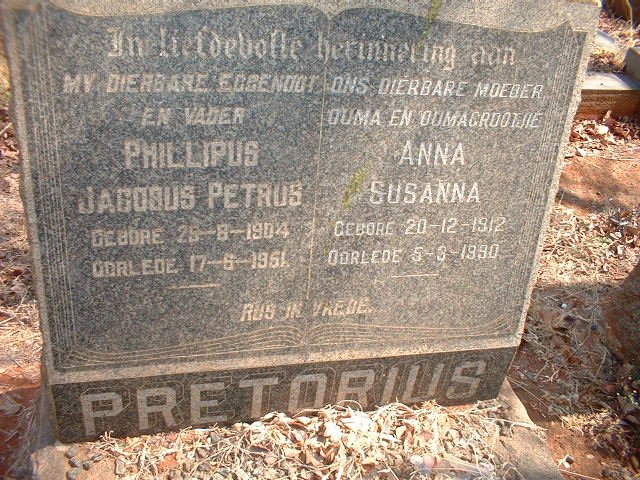 In liefdevolle herinnering aan
MY DIERBARE EGGENOOT
EN VADER
PHILLIPUS
JACOBUS PETRUS
GEBORE 26-8-1904
OORLEDE 17-6-1961.
ONS DIERBARE MOEDER
OUMA EN OUMAGROOTJIE
ANNA
SUSANNA
GEBORE 20-12-1912
OORLEDE 5-3-1990
RUS IN VREDE.
PRETORIUS